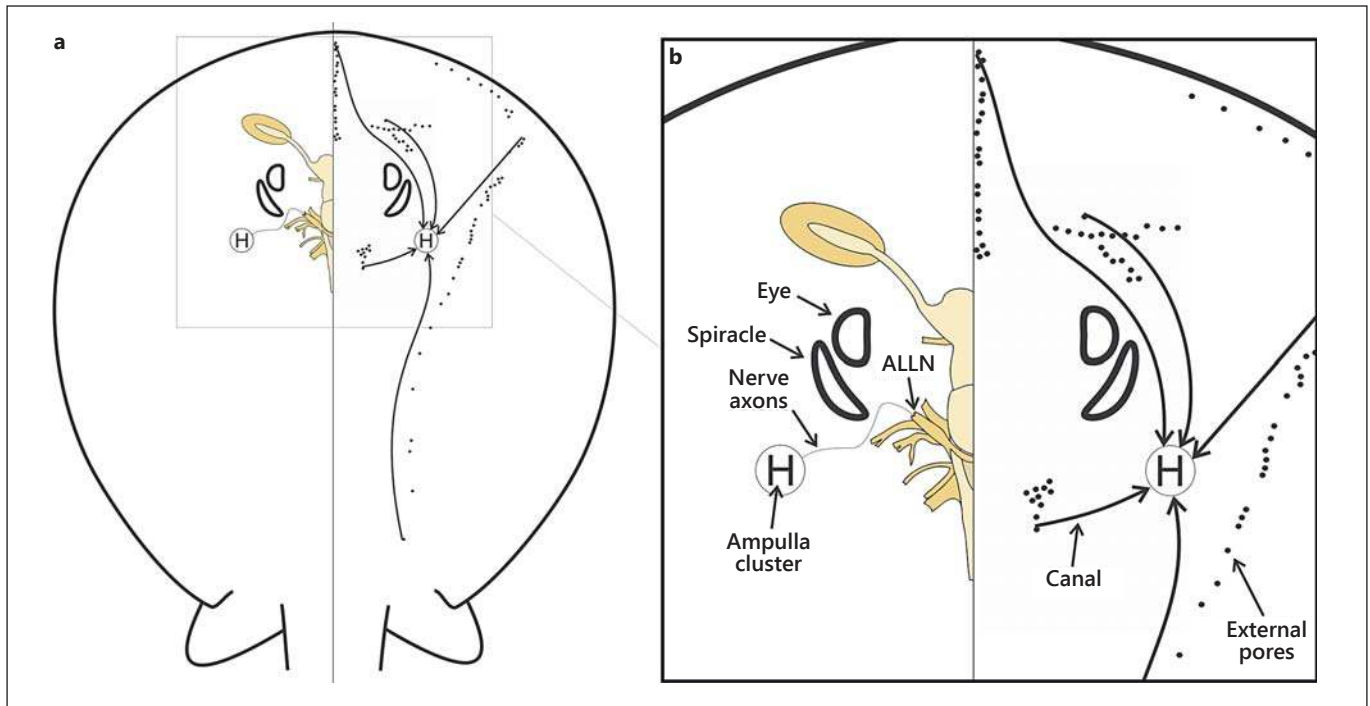 a
H
H
b
Eye
Spiracle
ALLN
Nerve
axons
H
H
Ampulla
cluster
Canal
External
pores